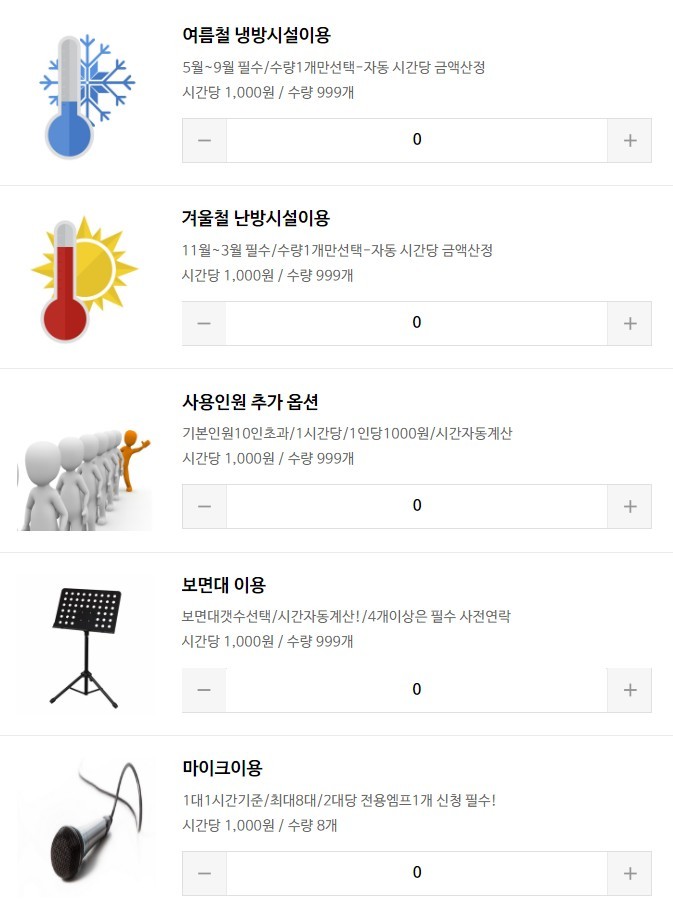 여름철 냉방시설이용
5월~9월 필수/수량1개만선택-자동 시간당 금액산정
시간당 1,000원 / 수량 999개
− 0 +
겨울철 난방시설이용
11월~3월 필수/수량1개만선택-자동 시간당 금액산정
시간당 1,000원 / 수량 999개
− 0 +
사용인원 추가 옵션
기본인원10인초과/1시간당/1인당1000원/시간자동계산
시간당 1,000원 / 수량 999개
− 0 +
보면대 이용
보면대갯수선택/시간자동계산!/4개이상은 필수 사전연락
시간당 1,000원 / 수량 999개
− 0 +
마이크이용
1대1시간기준/최대8대/2대당 전용엠프1개 신청 필수!
시간당 1,000원 / 수량 8개
− 0 +